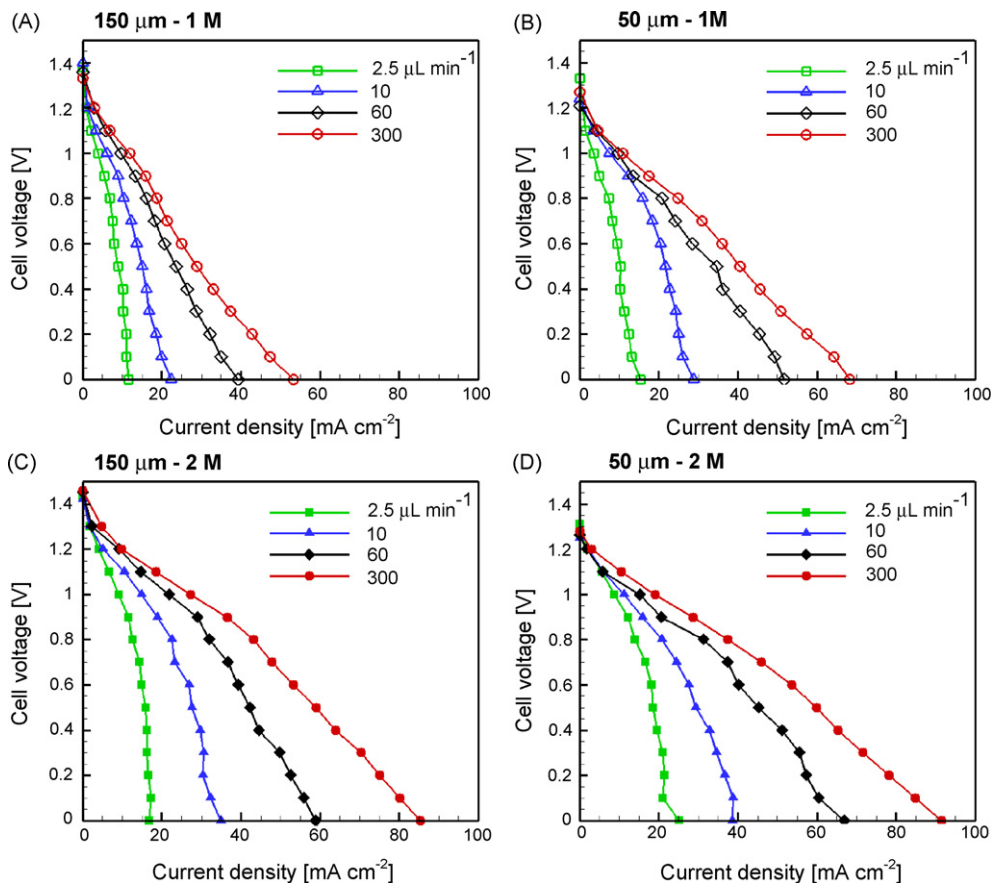 (A) 150 μm - 1 M
1.4
1.2
1
0.8
0.6
0.4
0.2
0
Cell voltage [V]
2.5 μL min⁻¹
10
60
300
0 20 40 60 80 100
Current density [mA cm⁻²]
(B) 50 μm - 1M
1.4
1.2
1
0.8
0.6
0.4
0.2
0
Cell voltage [V]
2.5 μL min⁻¹
10
60
300
0 20 40 60 80 100
Current density [mA cm⁻²]
(C) 150 μm - 2 M
1.4
1.2
1
0.8
0.6
0.4
0.2
0
Cell voltage [V]
2.5 μL min⁻¹
10
60
300
0 20 40 60 80 100
Current density [mA cm⁻²]
(D) 50 μm - 2 M
1.4
1.2
1
0.8
0.6
0.4
0.2
0
Cell voltage [V]
2.5 μL min⁻¹
10
60
300
0 20 40 60 80 100
Current density [mA cm⁻²]